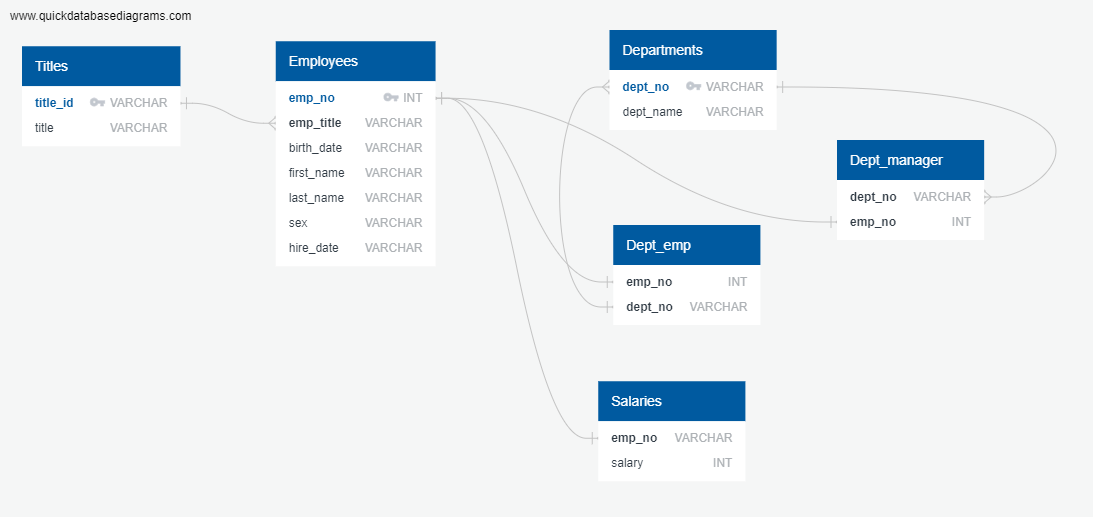 www.quickdatabasediagrams.com
Titles
title_id VARCHAR
title VARCHAR
Employees
emp_no INT
emp_title VARCHAR
birth_date VARCHAR
first_name VARCHAR
last_name VARCHAR
sex VARCHAR
hire_date VARCHAR
Departments
dept_no VARCHAR
dept_name VARCHAR
Dept_manager
dept_no VARCHAR
emp_no INT
Dept_emp
emp_no INT
dept_no VARCHAR
Salaries
emp_no VARCHAR
salary INT